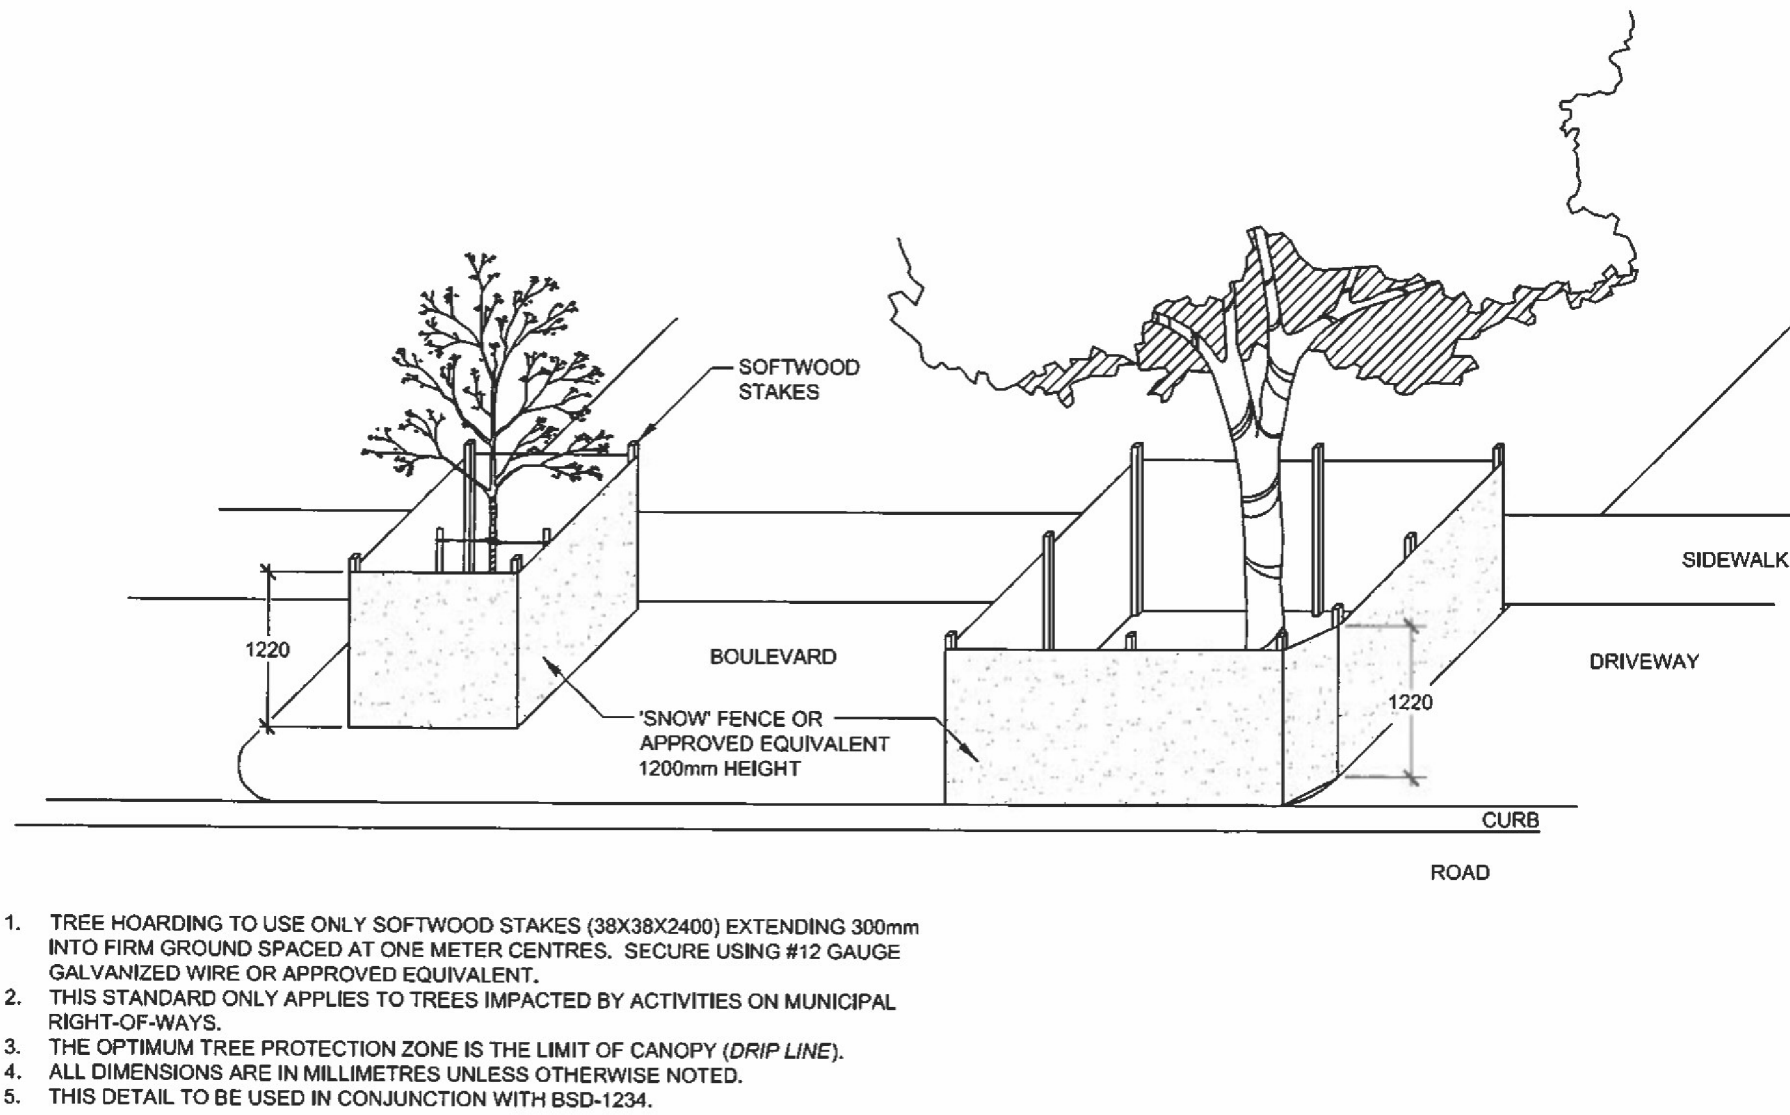 SOFTWOOD
STAKES
1220
BOULEVARD
'SNOW' FENCE OR
APPROVED EQUIVALENT
1200mm HEIGHT
SIDEWALK
DRIVEWAY
1220
CURB
ROAD
1. TREE HOARDING TO USE ONLY SOFTWOOD STAKES (38X38X2400) EXTENDING 300mm
INTO FIRM GROUND SPACED AT ONE METER CENTRES. SECURE USING #12 GAUGE
GALVANIZED WIRE OR APPROVED EQUIVALENT.
2. THIS STANDARD ONLY APPLIES TO TREES IMPACTED BY ACTIVITIES ON MUNICIPAL
RIGHT-OF-WAYS.
3. THE OPTIMUM TREE PROTECTION ZONE IS THE LIMIT OF CANOPY (DRIP LINE).
4. ALL DIMENSIONS ARE IN MILLIMETRES UNLESS OTHERWISE NOTED.
5. THIS DETAIL TO BE USED IN CONJUNCTION WITH BSD-1234.